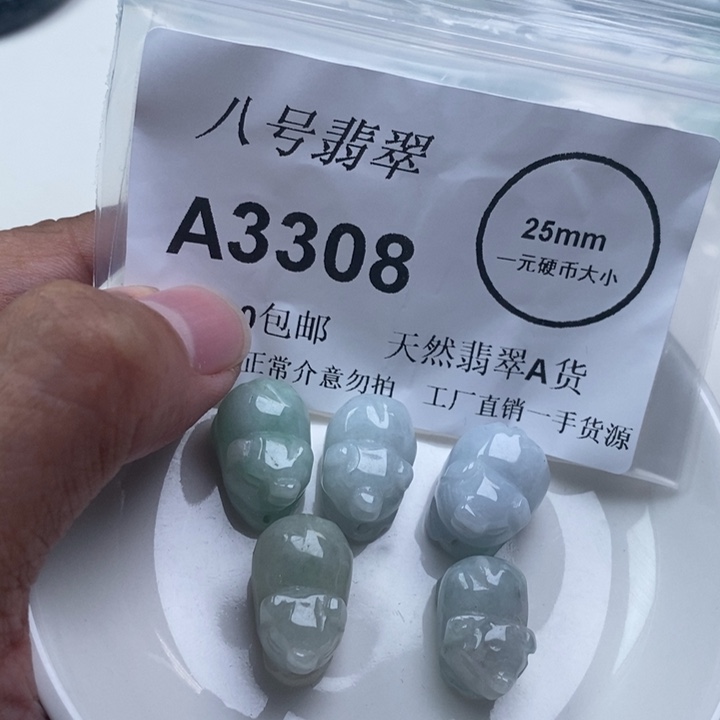 八号翡翠
A3308
25mm
一元硬币大小
0包邮
天然翡翠A货
正常介意勿拍
工厂直销一手货源